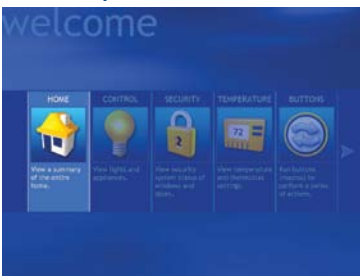 welcome
HOME
CONTROL
SECURITY
TEMPERATURE
BUTTONS
2
72
View a summary
of the entire
home.
View lights and
appliances.
View security
system status of
windows and
doors.
View temperature
and thermostat
settings.
Run buttons
(macros) to
perform a series
of actions.